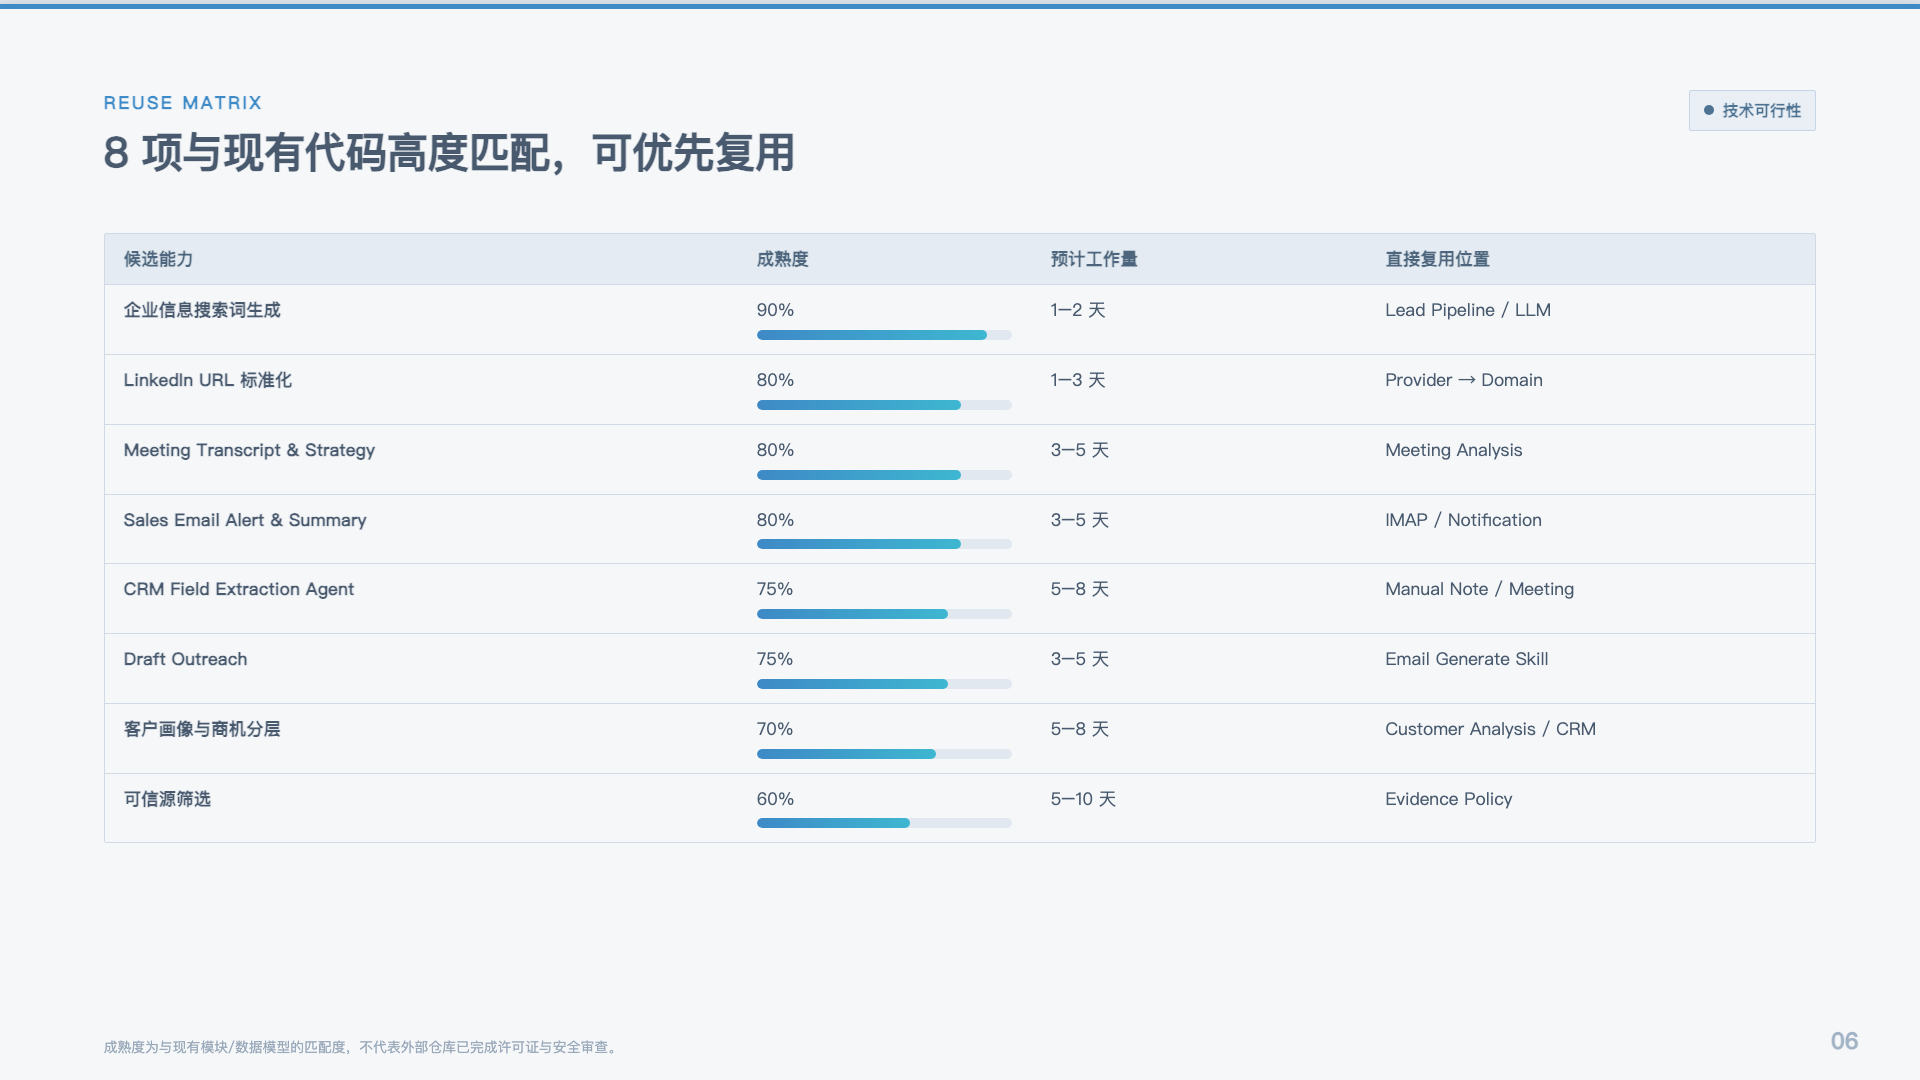 REUSE MATRIX
8 项与现有代码高度匹配，可优先复用
技术可行性
候选能力 成熟度 预计工作量 直接复用位置
企业信息搜索词生成 90% 1–2 天 Lead Pipeline / LLM
LinkedIn URL 标准化 80% 1–3 天 Provider → Domain
Meeting Transcript & Strategy 80% 3–5 天 Meeting Analysis
Sales Email Alert & Summary 80% 3–5 天 IMAP / Notification
CRM Field Extraction Agent 75% 5–8 天 Manual Note / Meeting
Draft Outreach 75% 3–5 天 Email Generate Skill
客户画像与商机分层 70% 5–8 天 Customer Analysis / CRM
可信源筛选 60% 5–10 天 Evidence Policy
成熟度为与现有模块/数据模型的匹配度，不代表外部仓库已完成许可证与安全审查。
06